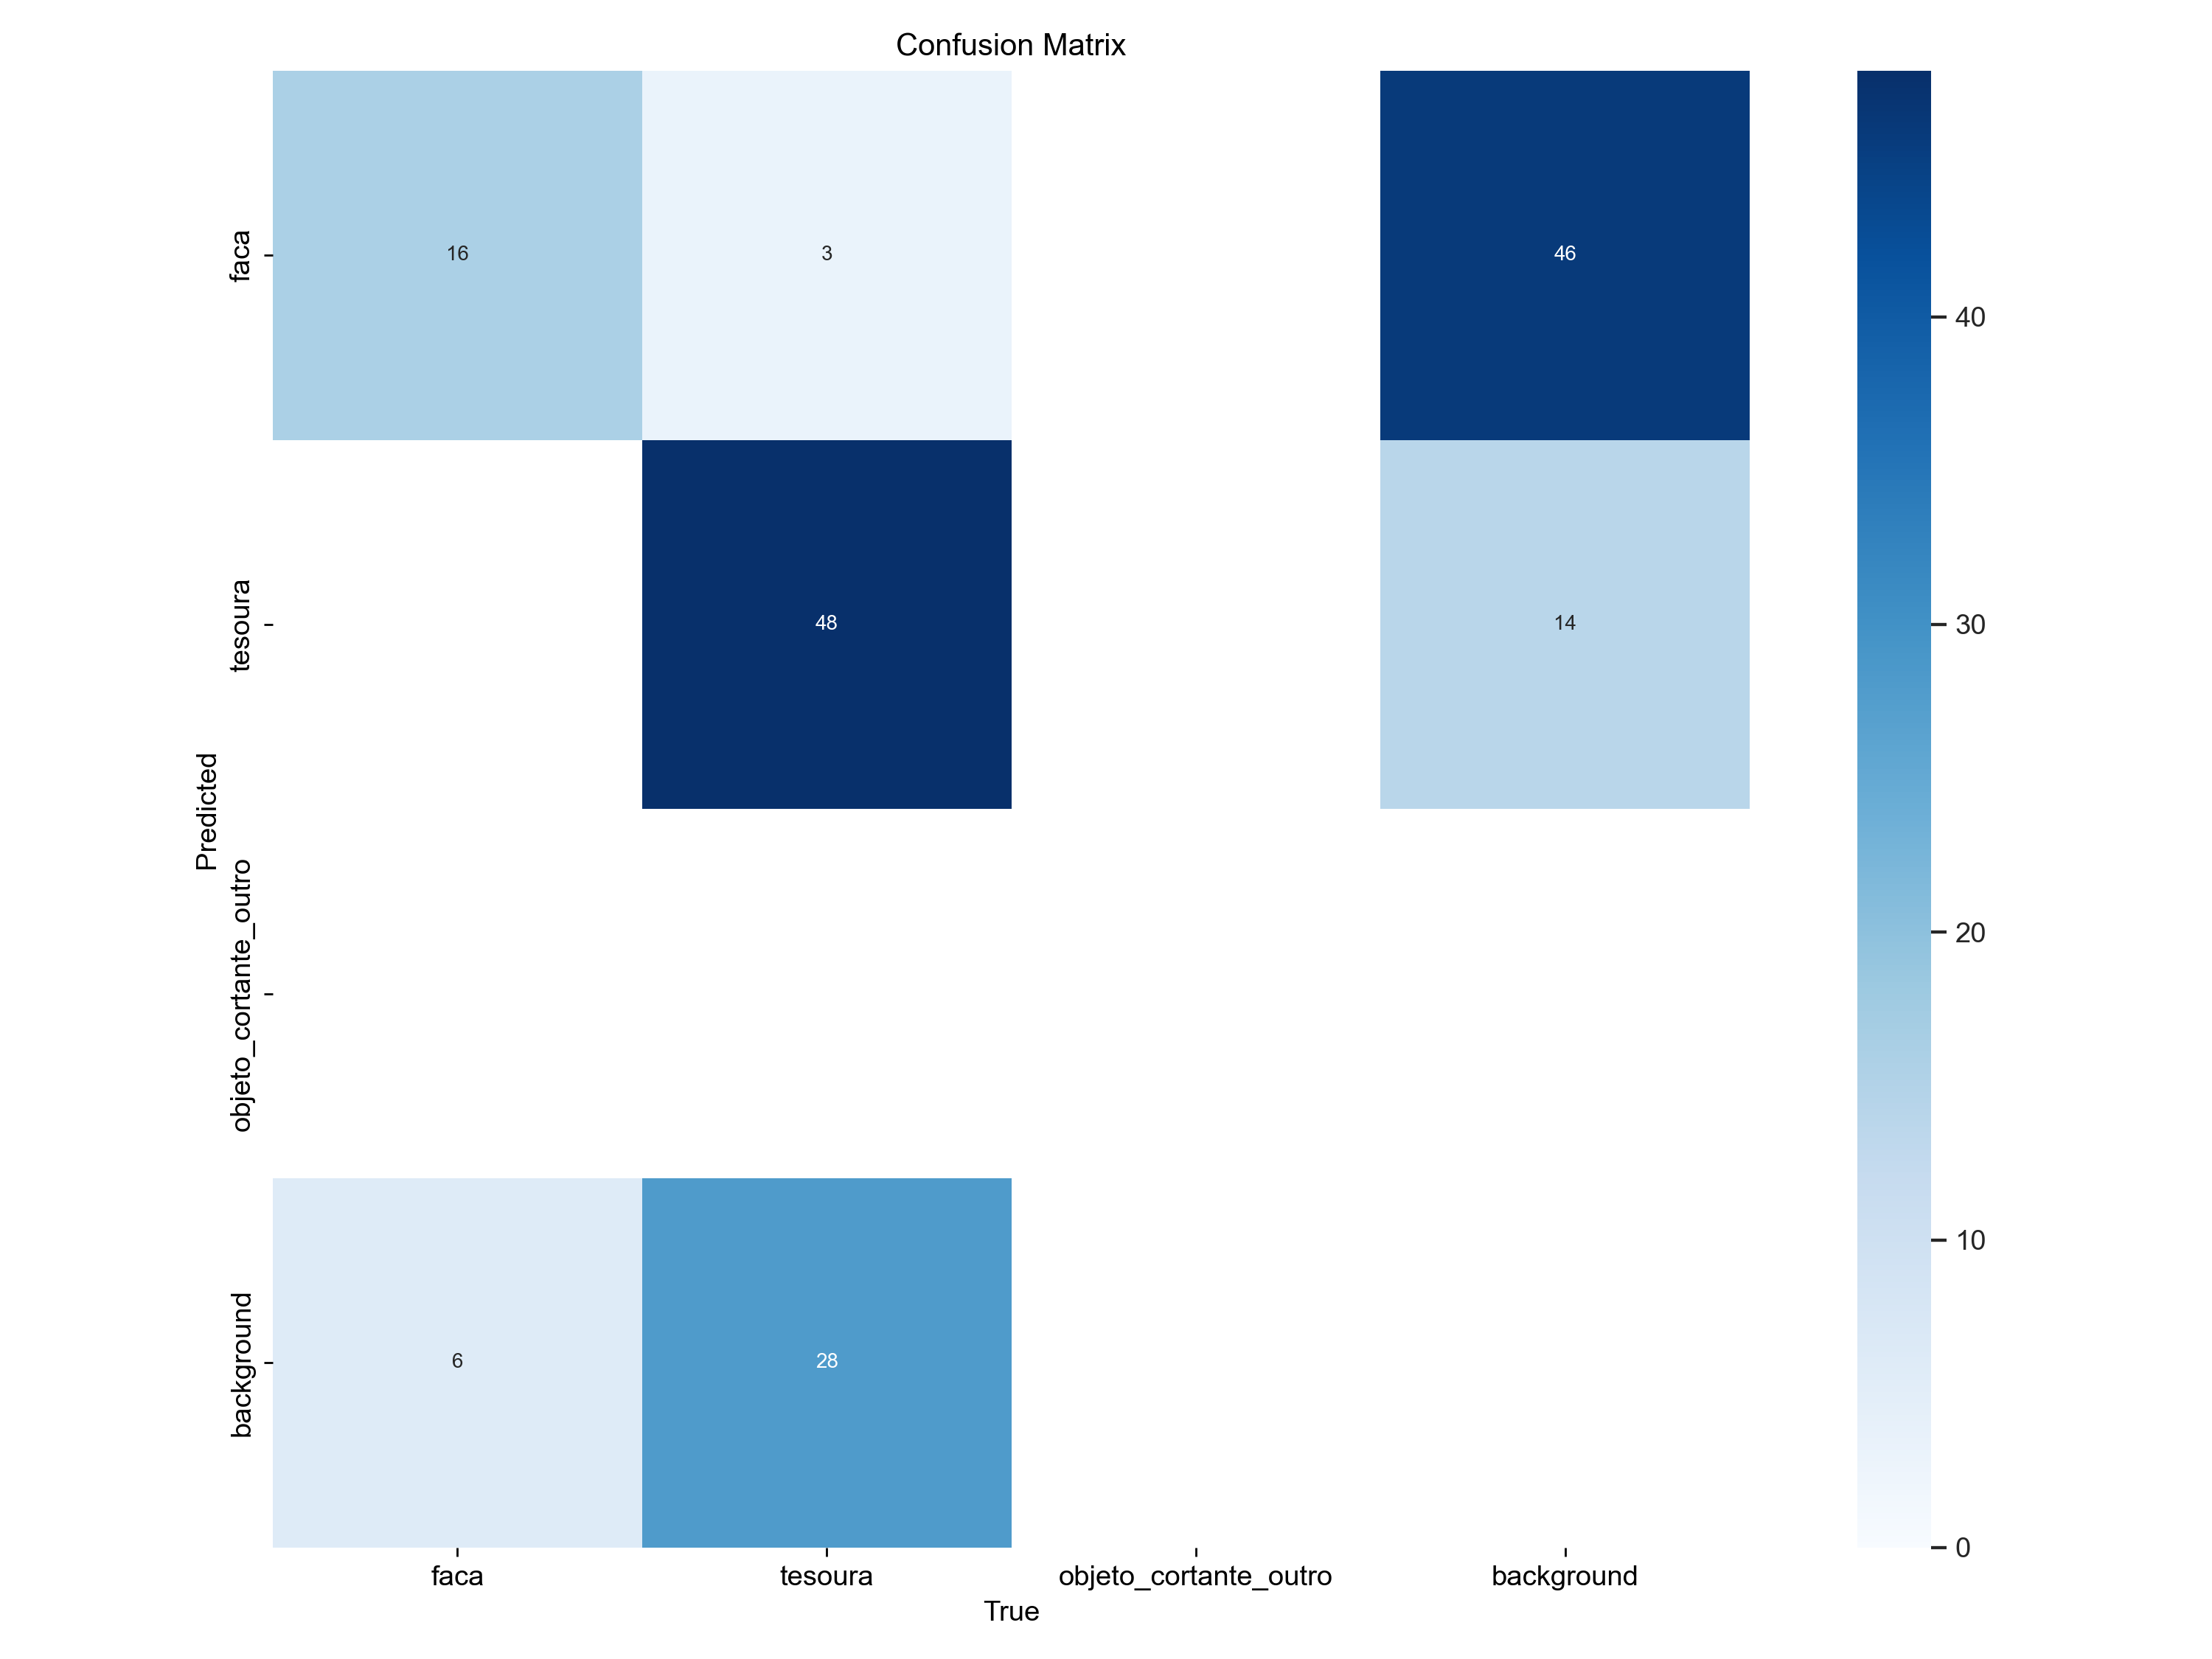 Confusion Matrix
faca
16
3
46
tesoura
48
14
objeto_cortante_outro
background
6
28
Predicted
faca
tesoura
objeto_cortante_outro
background
True
40
30
20
10
0